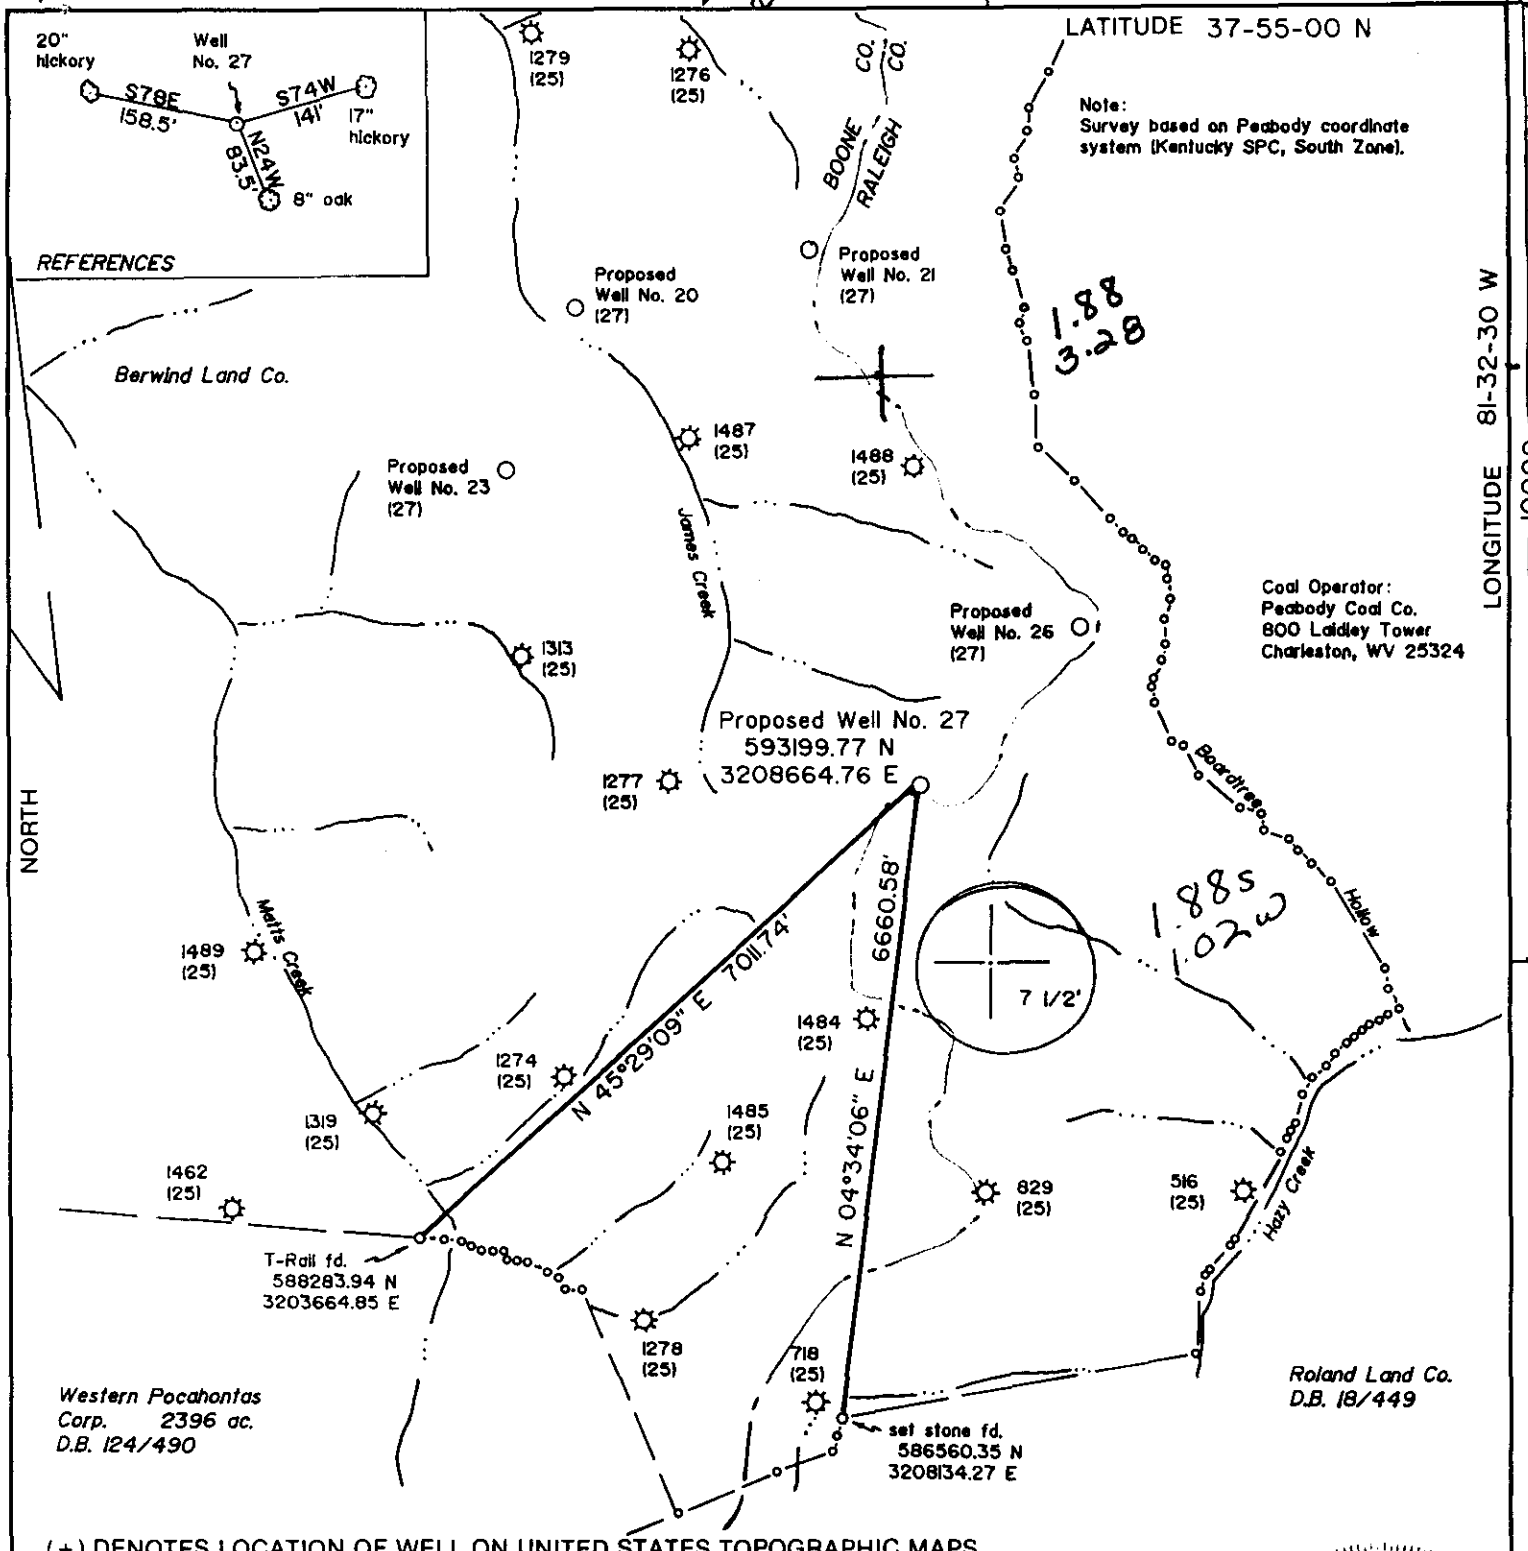 LATITUDE 37-55-00 N
20"
hickory
Well
No. 27
S78E
158.5'
S74W
141'
17"
hickory
N24W
83.5'
8" oak
REFERENCES
1279
(25)
1276
(25)
BOONE CO.
RALEIGH CO.
Note:
Survey based on Peabody coordinate
system (Kentucky SPC, South Zone).
Proposed
Well No. 20
(27)
Proposed
Well No. 21
(27)
1.88
3.28
LONGITUDE 81-32-30 W
Berwind Land Co.
1487
(25)
1488
(25)
Proposed
Well No. 23
(27)
James Creek
Proposed
Well No. 26
(27)
Coal Operator:
Peabody Coal Co.
800 Laidley Tower
Charleston, WV 25324
1313
(25)
Proposed Well No. 27
593199.77 N
3208664.76 E
1277
(25)
Boardtree
Hollow
NORTH
1.88s
1.02w
Matts Creek
1489
(25)
N 45°29'09" E 7011.74'
6660.58'
N 04°34'06" E
7 1/2'
1484
(25)
1274
(25)
1319
(25)
1485
(25)
1462
(25)
829
(25)
516
(25)
Hazy Creek
T-Rail fd.
588283.94 N
3203664.85 E
1278
(25)
718
(25)
Western Pocahontas
Corp. 2396 ac.
D.B. 124/490
Roland Land Co.
D.B. 18/449
set stone fd.
586560.35 N
3208134.27 E
(+) DENOTES LOCATION OF WELL ON UNITED STATES TOPOGRAPHIC MAPS